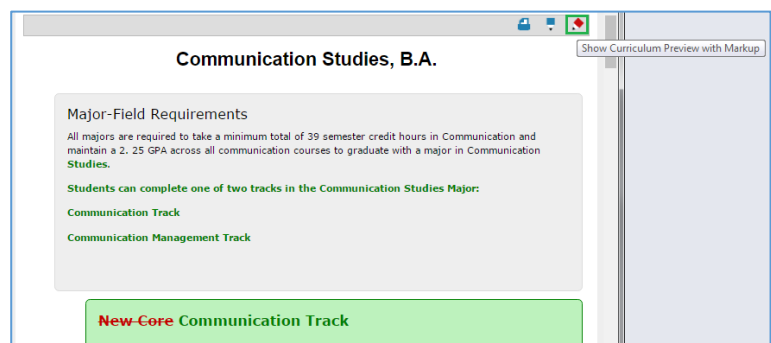 Show Curriculum Preview with Markup
Communication Studies, B.A.
Major-Field Requirements
All majors are required to take a minimum total of 39 semester credit hours in Communication and
maintain a 2. 25 GPA across all communication courses to graduate with a major in Communication
Studies.
Students can complete one of two tracks in the Communication Studies Major:
Communication Track
Communication Management Track
New Core Communication Track